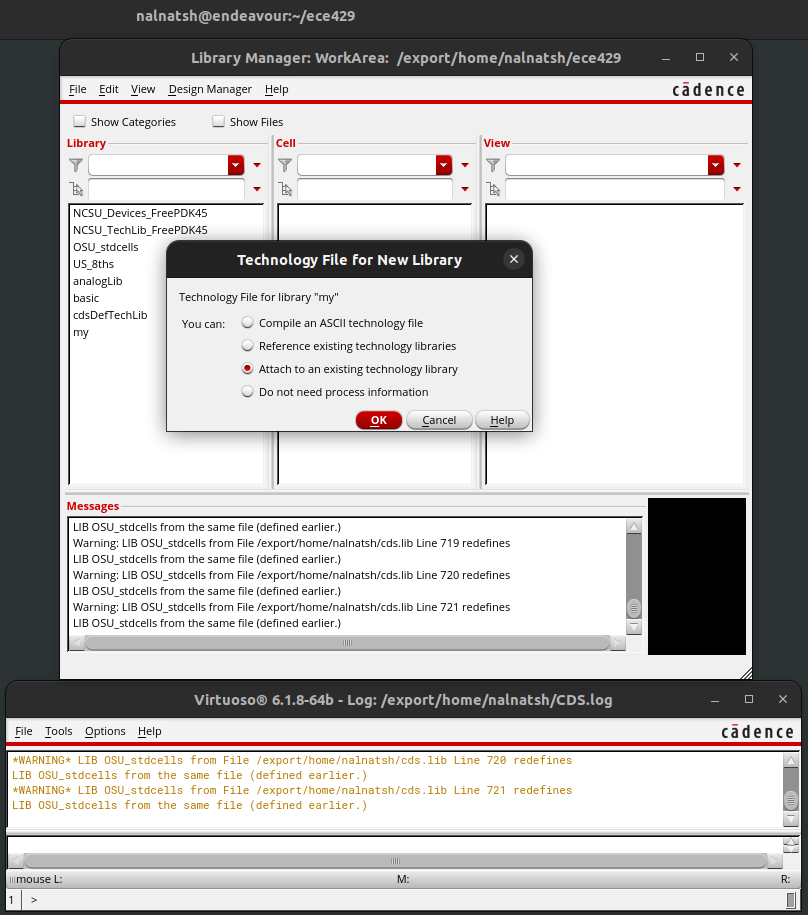 nalnatsh@endeavour:~/ece429
Library Manager: WorkArea: /export/home/nalnatsh/ece429
File Edit View Design Manager Help
cādence
Show Categories Show Files
Library Cell View
NCSU_Devices_FreePDK45
NCSU_TechLib_FreePDK45
OSU_stdcells
US_8ths
analogLib
basic
cdsDefTechLib
my
Technology File for New Library
Technology File for library "my"
You can:
Compile an ASCII technology file
Reference existing technology libraries
Attach to an existing technology library
Do not need process information
OK Cancel Help
Messages
LIB OSU_stdcells from the same file (defined earlier.)
Warning: LIB OSU_stdcells from File /export/home/nalnatsh/cds.lib Line 719 redefines
LIB OSU_stdcells from the same file (defined earlier.)
Warning: LIB OSU_stdcells from File /export/home/nalnatsh/cds.lib Line 720 redefines
LIB OSU_stdcells from the same file (defined earlier.)
Warning: LIB OSU_stdcells from File /export/home/nalnatsh/cds.lib Line 721 redefines
LIB OSU_stdcells from the same file (defined earlier.)
Virtuoso® 6.1.8-64b - Log: /export/home/nalnatsh/CDS.log
File Tools Options Help
cādence
*WARNING* LIB OSU_stdcells from File /export/home/nalnatsh/cds.lib Line 720 redefines
LIB OSU_stdcells from the same file (defined earlier.)
*WARNING* LIB OSU_stdcells from File /export/home/nalnatsh/cds.lib Line 721 redefines
LIB OSU_stdcells from the same file (defined earlier.)
mouse L: M: R:
1 >